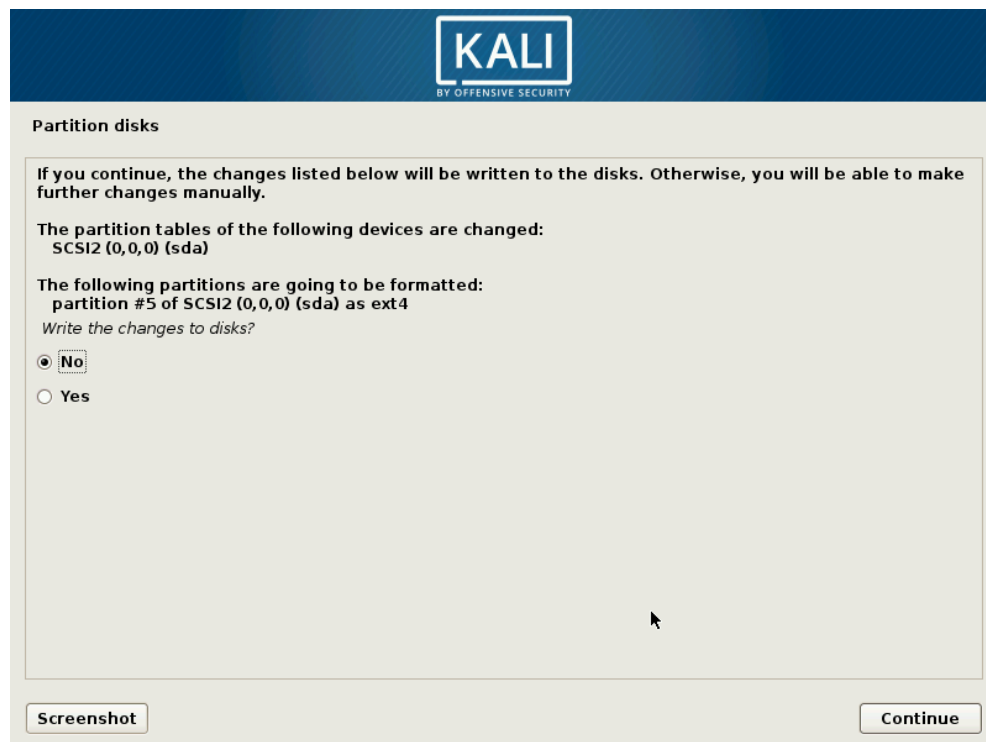 KALI
BY OFFENSIVE SECURITY
Partition disks
If you continue, the changes listed below will be written to the disks. Otherwise, you will be able to make
further changes manually.
The partition tables of the following devices are changed:
SCSI2 (0,0,0) (sda)
The following partitions are going to be formatted:
partition #5 of SCSI2 (0,0,0) (sda) as ext4
Write the changes to disks?
No
Yes
Screenshot
Continue